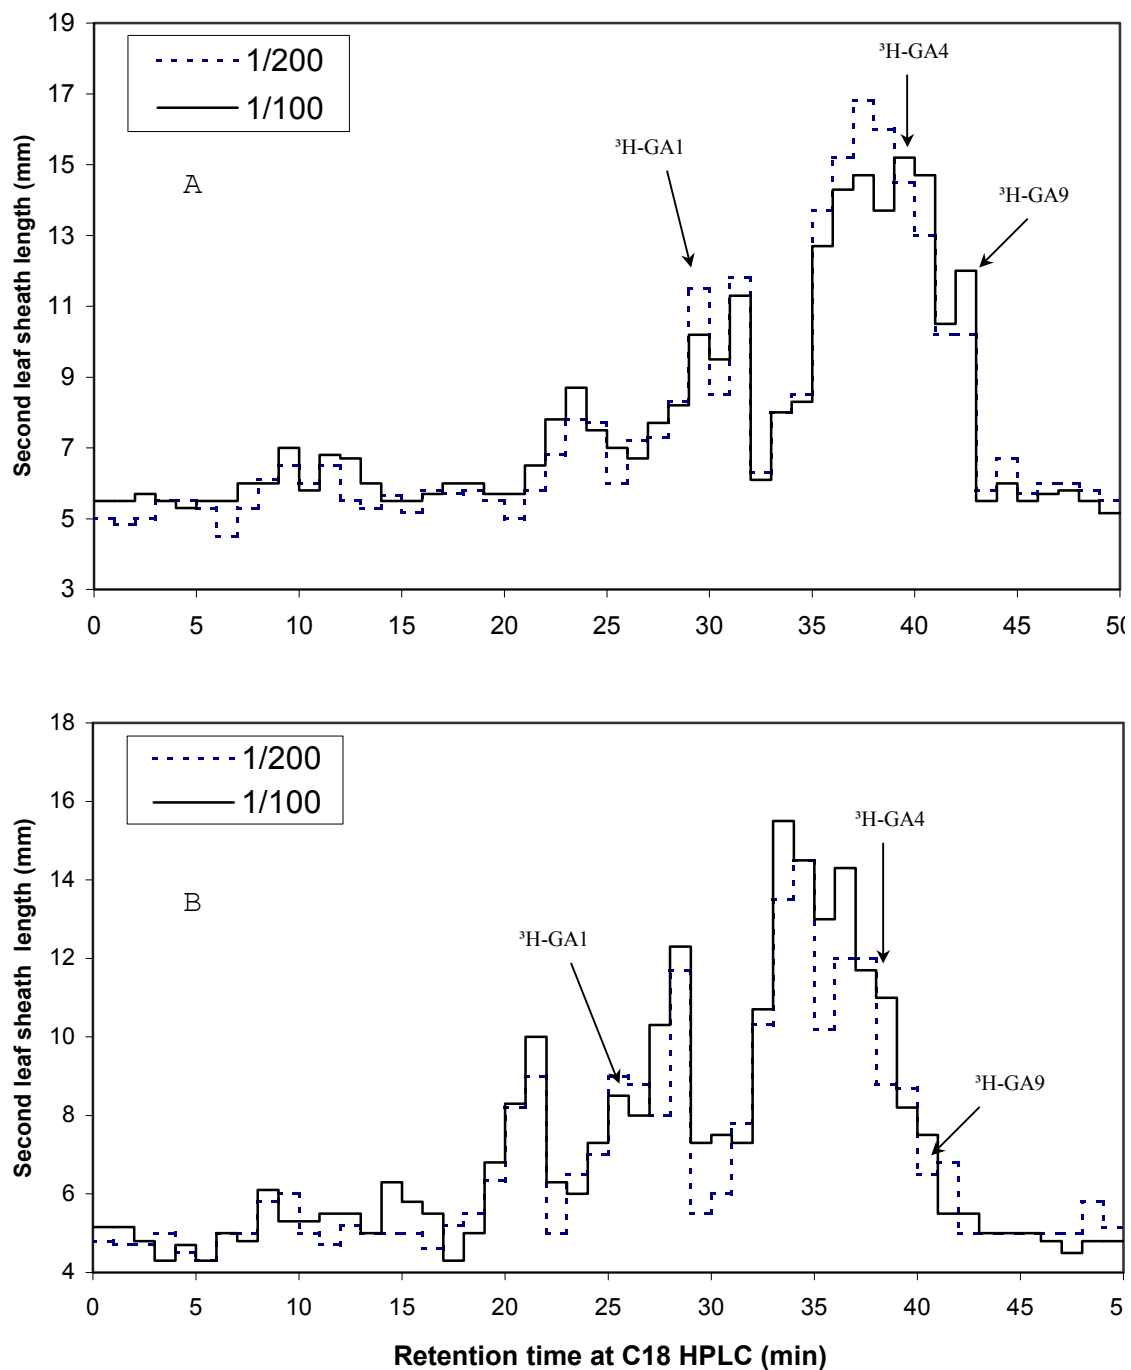 19
17
15
13
11
9
7
5
3
Second leaf sheath length (mm)
1/200
1/100
A
³H-GA1
³H-GA4
³H-GA9
0 5 10 15 20 25 30 35 40 45 50
18
16
14
12
10
8
6
4
Second leaf sheath length (mm)
1/200
1/100
B
³H-GA1
³H-GA4
³H-GA9
0 5 10 15 20 25 30 35 40 45 5
Retention time at C18 HPLC (min)